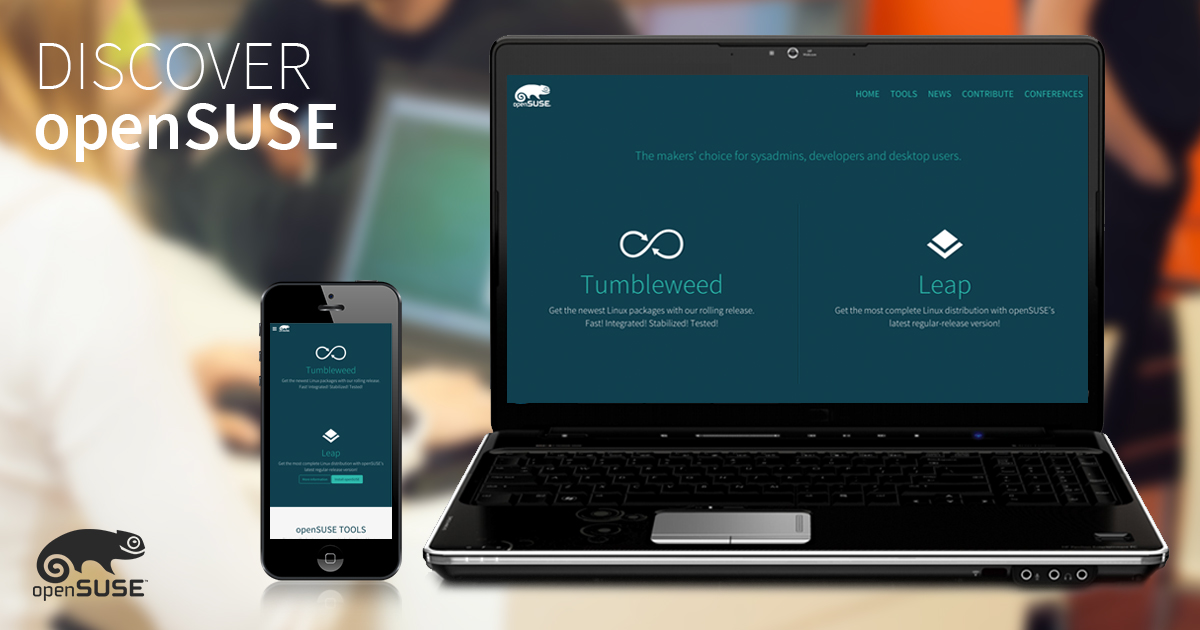 DISCOVER
openSUSE
openSUSE
HOME TOOLS NEWS CONTRIBUTE CONFERENCES
The makers' choice for sysadmins, developers and desktop users.
Tumbleweed
Get the newest Linux packages with our rolling release.
Fast! Integrated! Stabilized! Tested!
Leap
Get the most complete Linux distribution with openSUSE's
latest regular-release version!
Tumbleweed
Get the newest Linux packages with our rolling release.
Fast! Integrated! Stabilized! Tested!
Leap
Get the most complete Linux distribution with openSUSE's
latest regular-release version!
openSUSE TOOLS
openSUSE™